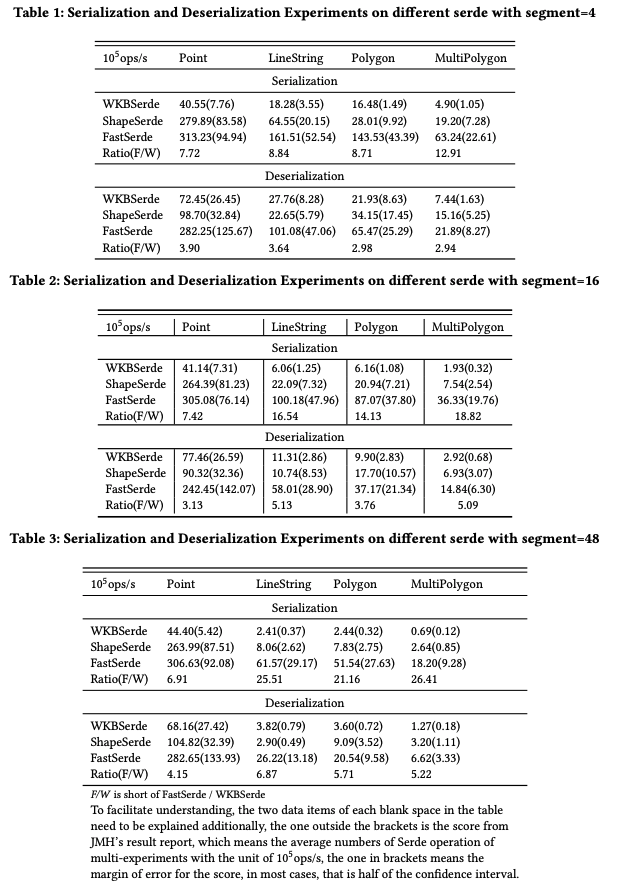 Table 1: Serialization and Deserialization Experiments on different serde with segment=4
10⁵ops/s Point LineString Polygon MultiPolygon
Serialization
WKBSerde 40.55(7.76) 18.28(3.55) 16.48(1.49) 4.90(1.05)
ShapeSerde 279.89(83.58) 64.55(20.15) 28.01(9.92) 19.20(7.28)
FastSerde 313.23(94.94) 161.51(52.54) 143.53(43.39) 63.24(22.61)
Ratio(F/W) 7.72 8.84 8.71 12.91
Deserialization
WKBSerde 72.45(26.45) 27.76(8.28) 21.93(8.63) 7.44(1.63)
ShapeSerde 98.70(32.84) 22.65(5.79) 34.15(17.45) 15.16(5.25)
FastSerde 282.25(125.67) 101.08(47.06) 65.47(25.29) 21.89(8.27)
Ratio(F/W) 3.90 3.64 2.98 2.94
Table 2: Serialization and Deserialization Experiments on different serde with segment=16
10⁵ops/s Point LineString Polygon MultiPolygon
Serialization
WKBSerde 41.14(7.31) 6.06(1.25) 6.16(1.08) 1.93(0.32)
ShapeSerde 264.39(81.23) 22.09(7.32) 20.94(7.21) 7.54(2.54)
FastSerde 305.08(76.14) 100.18(47.96) 87.07(37.80) 36.33(19.76)
Ratio(F/W) 7.42 16.54 14.13 18.82
Deserialization
WKBSerde 77.46(26.59) 11.31(2.86) 9.90(2.83) 2.92(0.68)
ShapeSerde 90.32(32.36) 10.74(8.53) 17.70(10.57) 6.93(3.07)
FastSerde 242.45(142.07) 58.01(28.90) 37.17(21.34) 14.84(6.30)
Ratio(F/W) 3.13 5.13 3.76 5.09
Table 3: Serialization and Deserialization Experiments on different serde with segment=48
10⁵ops/s Point LineString Polygon MultiPolygon
Serialization
WKBSerde 44.40(5.42) 2.41(0.37) 2.44(0.32) 0.69(0.12)
ShapeSerde 263.99(87.51) 8.06(2.62) 7.83(2.75) 2.64(0.85)
FastSerde 306.63(92.08) 61.57(29.17) 51.54(27.63) 18.20(9.28)
Ratio(F/W) 6.91 25.51 21.16 26.41
Deserialization
WKBSerde 68.16(27.42) 3.82(0.79) 3.60(0.72) 1.27(0.18)
ShapeSerde 104.82(32.39) 2.90(0.49) 9.09(3.52) 3.20(1.11)
FastSerde 282.65(133.93) 26.22(13.18) 20.54(9.58) 6.62(3.33)
Ratio(F/W) 4.15 6.87 5.71 5.22
F/W is short of FastSerde / WKBSerde
To facilitate understanding, the two data items of each blank space in the table
need to be explained additionally, the one outside the brackets is the score from
JMH's result report, which means the average numbers of Serde operation of
multi-experiments with the unit of 10⁵ops/s, the one in brackets means the
margin of error for the score, in most cases, that is half of the confidence interval.